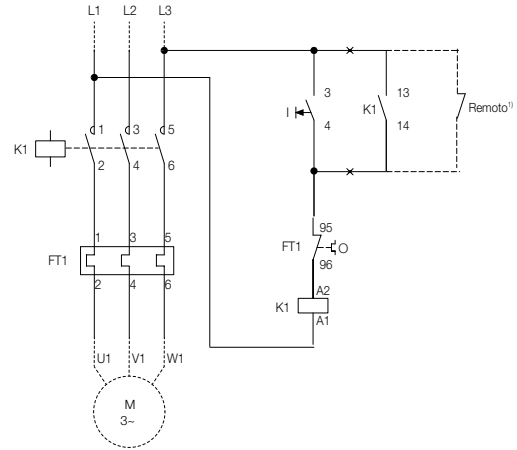 L1 L2 L3
3 13
I K1 Remoto¹⁾
4 14
1 3 5
K1
2 4 6
95
FT1 O
96
1 3 5
FT1
2 4 6
A2
K1
A1
U1 V1 W1
M
3~